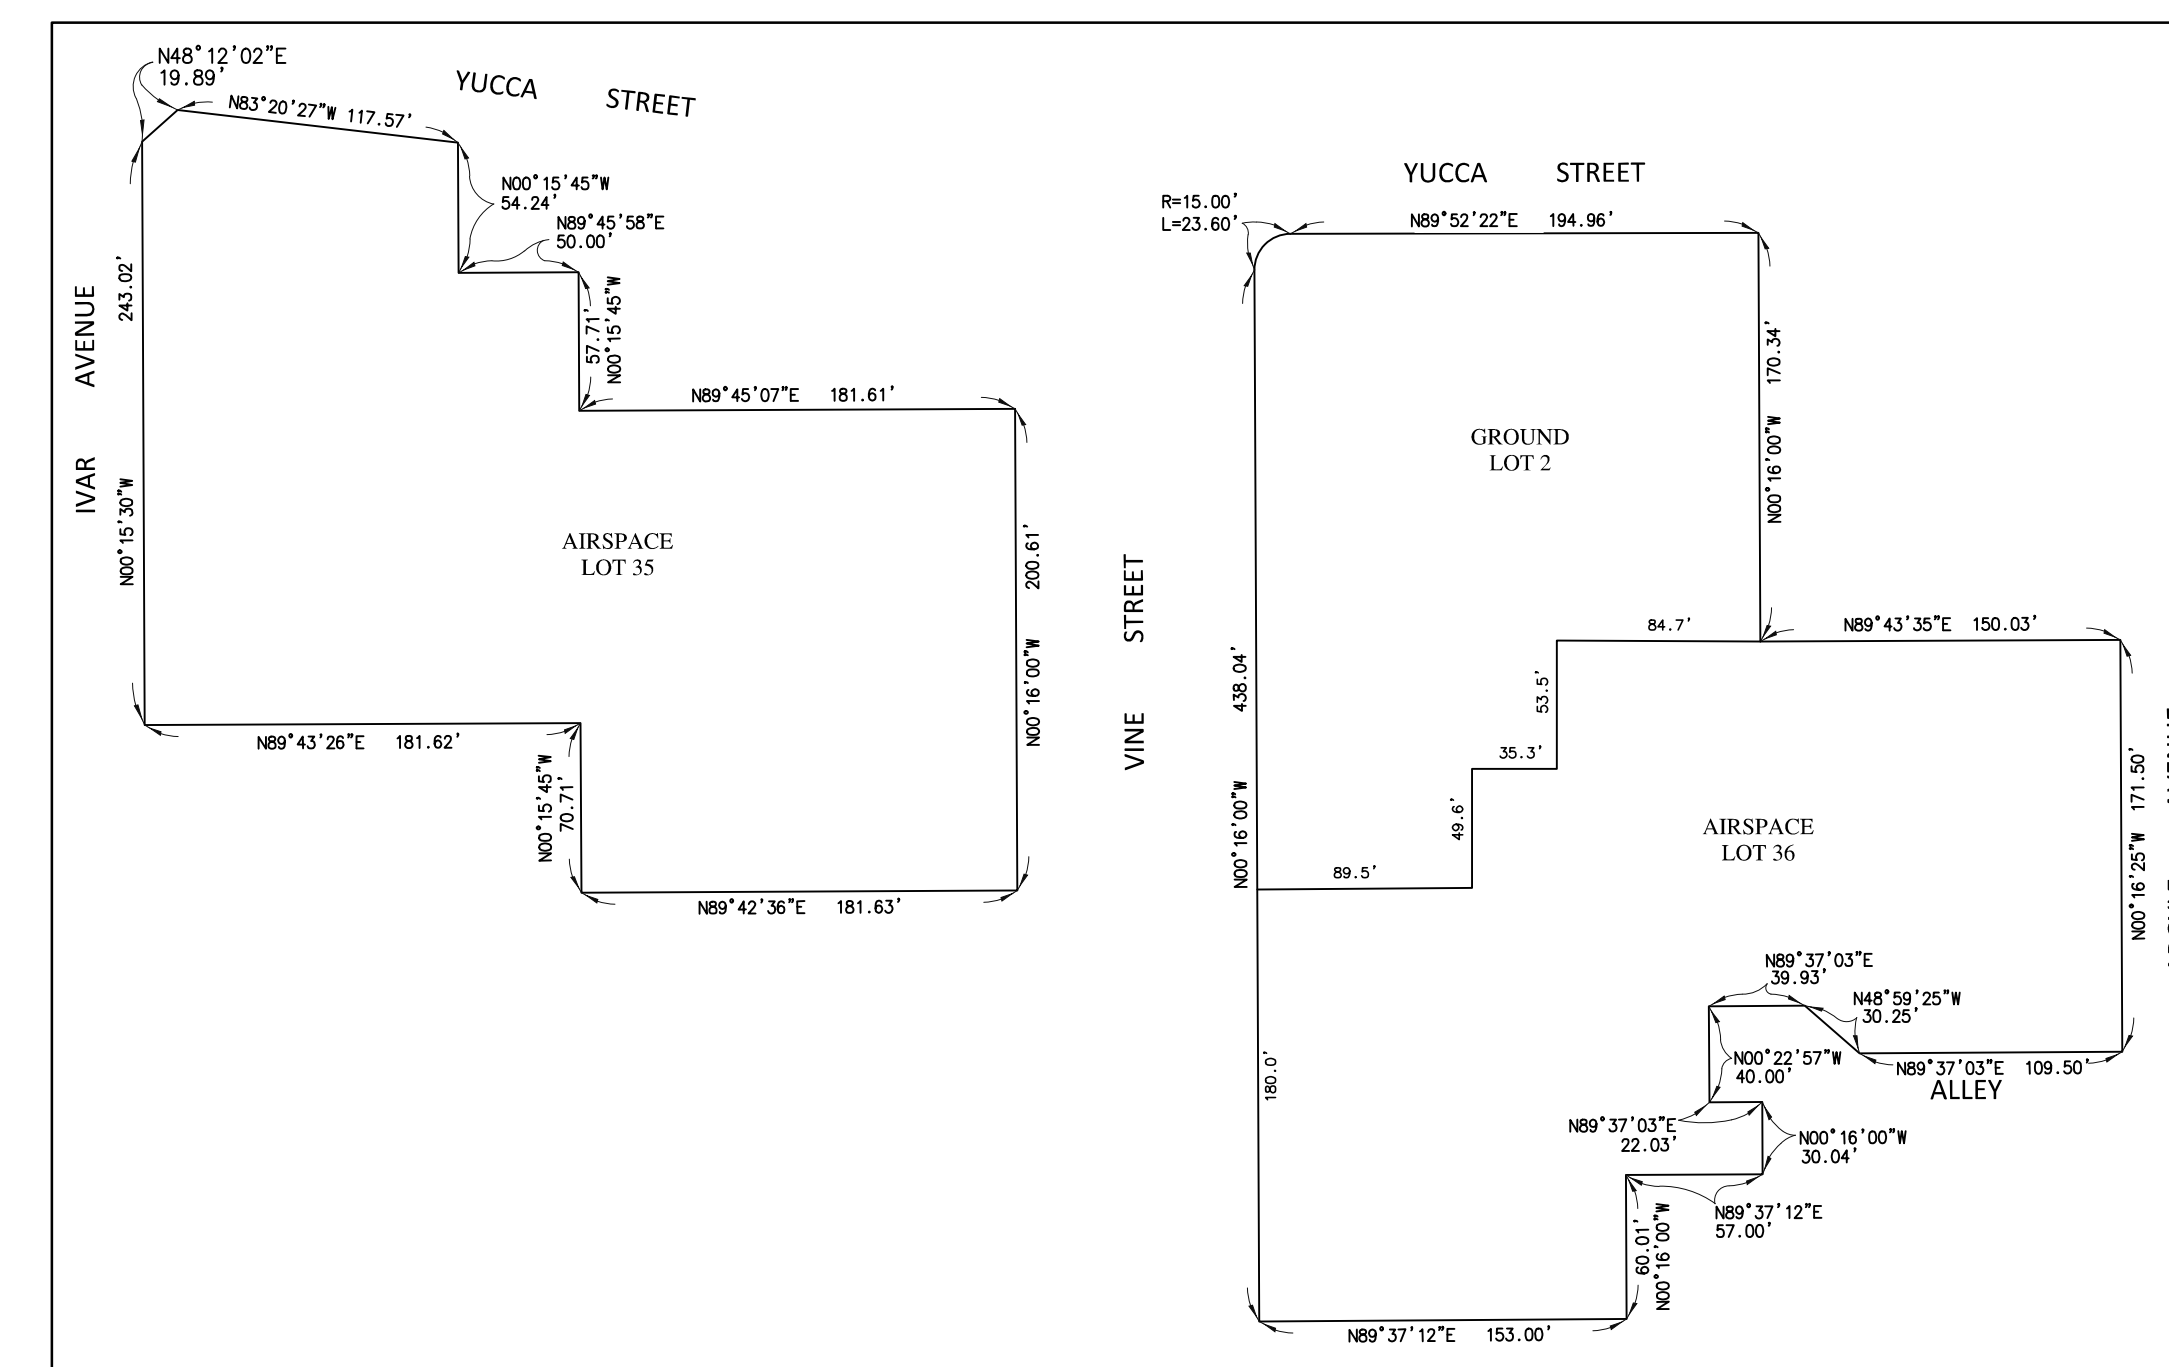 N48°12'02"E
19.89'
N83°20'27"W 117.57'
YUCCA STREET
N00°15'45"W
54.24'
N89°45'58"E
50.00'
57.71'
N00°15'45"W
N89°45'07"E 181.61'
IVAR AVENUE
N00°15'30"W 243.02'
AIRSPACE
LOT 35
N00°16'00"W 200.61'
N89°43'26"E 181.62'
N00°15'45"W
70.71'
N89°42'36"E 181.63'
YUCCA STREET
R=15.00'
L=23.60'
N89°52'22"E 194.96'
N00°16'00"W 170.34'
GROUND
LOT 2
VINE STREET
N00°16'00"W 438.04'
84.7'
N89°43'35"E 150.03'
53.5'
35.3'
49.6'
89.5'
AIRSPACE
LOT 36
N00°16'25"W 171.50'
N89°37'03"E
39.93'
N48°59'25"W
30.25'
N00°22'57"W
40.00'
N89°37'03"E 109.50'
ALLEY
180.0'
N89°37'03"E
22.03'
N00°16'00"W
30.04'
N89°37'12"E
57.00'
60.01'
N00°16'00"W
N89°37'12"E 153.00'